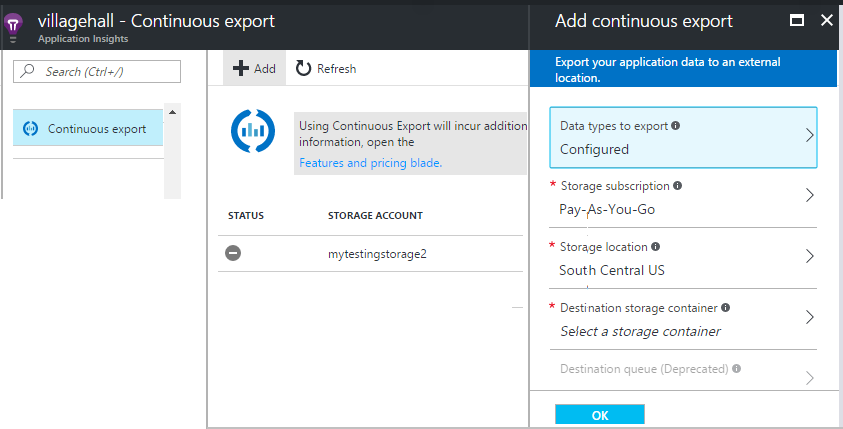 villagehall - Continuous export
Application Insights
Search (Ctrl+/)
Continuous export
Add
Refresh
Using Continuous Export will incur addition
information, open the
Features and pricing blade.
STATUS
STORAGE ACCOUNT
mytestingstorage2
Add continuous export
Export your application data to an external
location.
Data types to export
Configured
* Storage subscription
Pay-As-You-Go
* Storage location
South Central US
* Destination storage container
Select a storage container
Destination queue (Deprecated)
OK